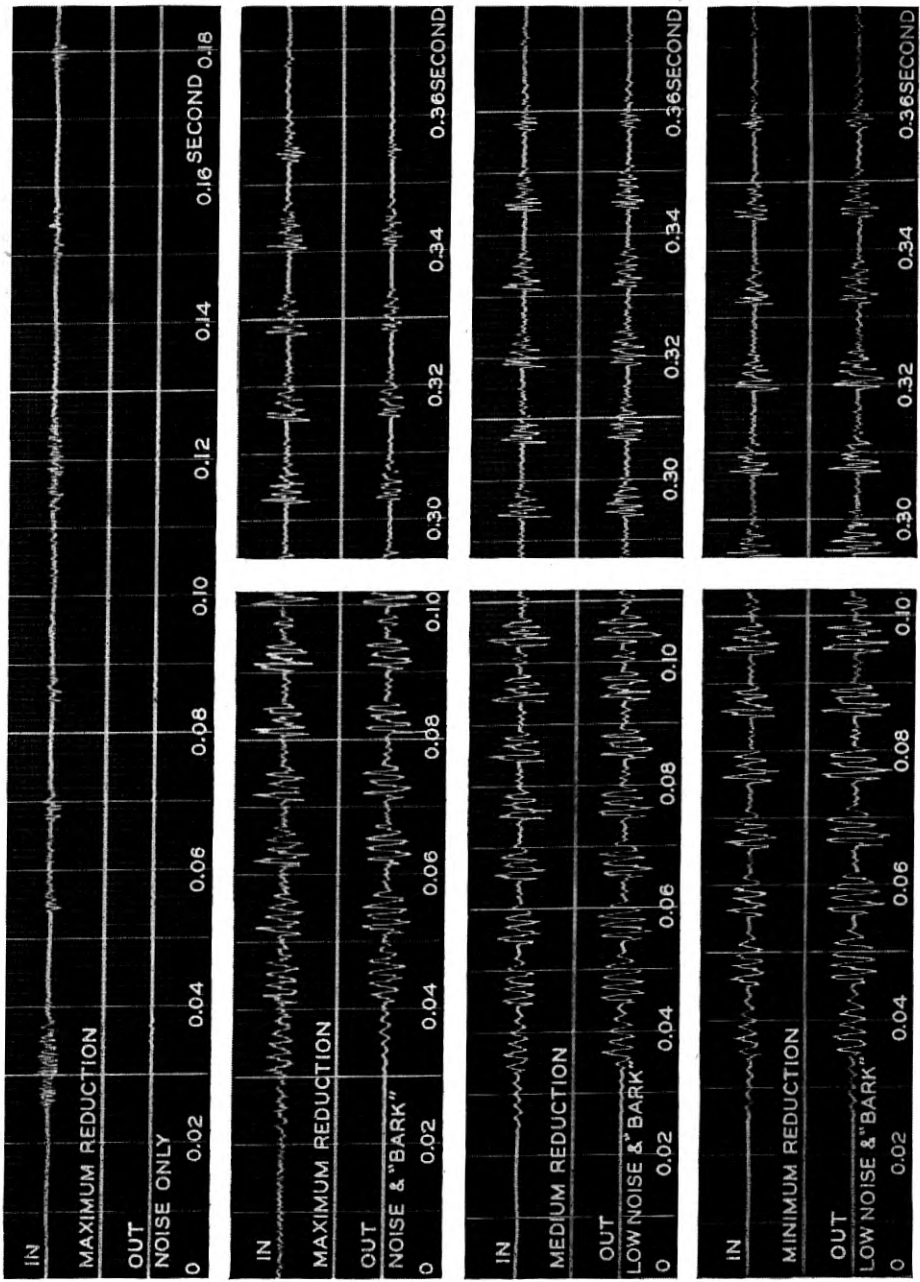 IN
MAXIMUM REDUCTION
OUT
NOISE ONLY
0 0.02 0.04 0.06 0.08 0.10 0.12 0.14 0.16 SECOND 0.18
IN
MAXIMUM REDUCTION
OUT
NOISE & "BARK"
0 0.02 0.04 0.06 0.08 0.10 0.30 0.32 0.34 0.36 SECOND
IN
MEDIUM REDUCTION
OUT
LOW NOISE & "BARK"
0 0.02 0.04 0.06 0.08 0.10 0.30 0.32 0.34 0.36 SECOND
IN
MINIMUM REDUCTION
OUT
LOW NOISE & "BARK"
0 0.02 0.04 0.06 0.08 0.10 0.30 0.32 0.34 0.36 SECOND